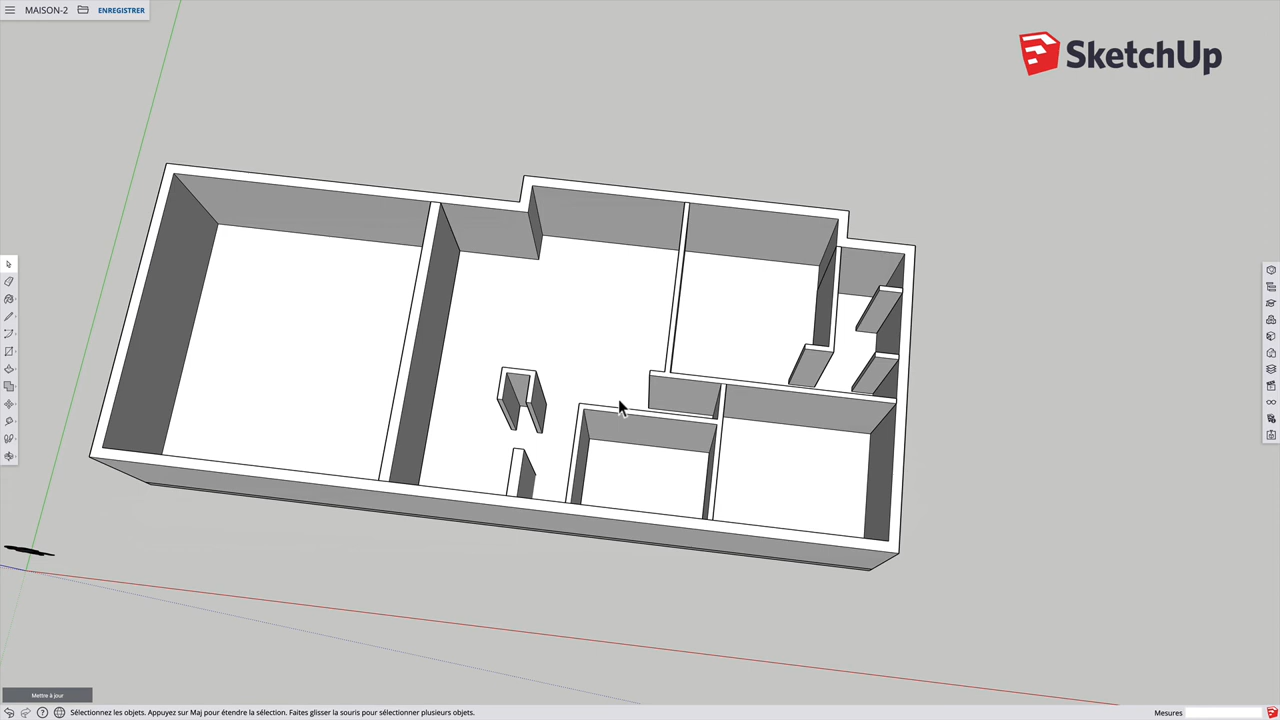 MAISON-2
ENREGISTRER
SketchUp
Mettre à jour
Sélectionnez les objets. Appuyez sur Maj pour étendre la sélection. Faites glisser la souris pour sélectionner plusieurs objets.
Mesures